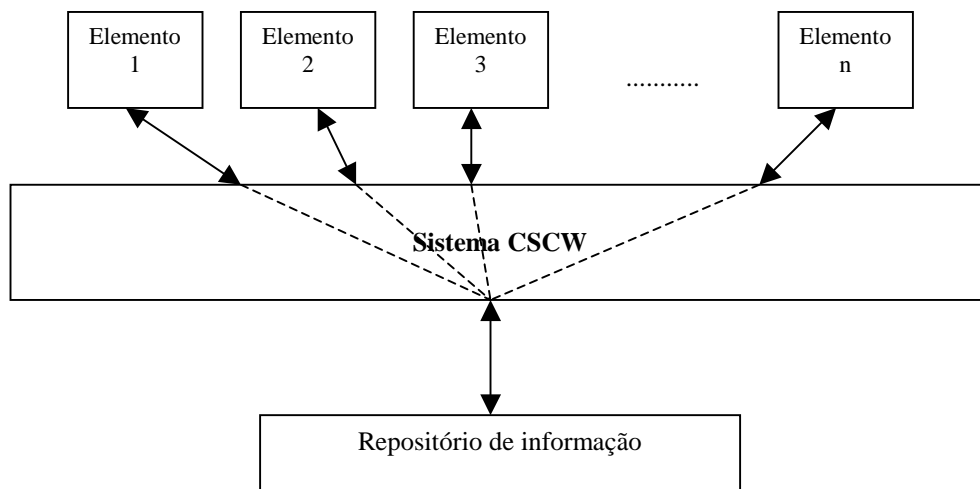 Elemento
1
Elemento
2
Elemento
3
...........
Elemento
n
Sistema CSCW
Repositório de informação